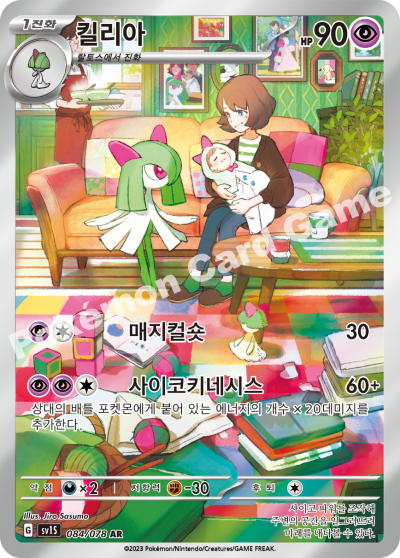 1진화
킬리아
HP 90
랄토스에서 진화
Pokémon Card Game
매지컬숏 30
사이코키네시스 60+
상대의 배틀 포켓몬에게 붙어 있는 에너지의 개수 × 20데미지를
추가한다.
약점 ×2 저항력 -30 후퇴
Illus. Jiro Sasumo
G sv1S 084/078 AR
사이코 파워를 조작해
주변의 공간을 일그러뜨려
미래를 내다볼 수 있다.
©2023 Pokémon/Nintendo/Creatures/GAME FREAK.